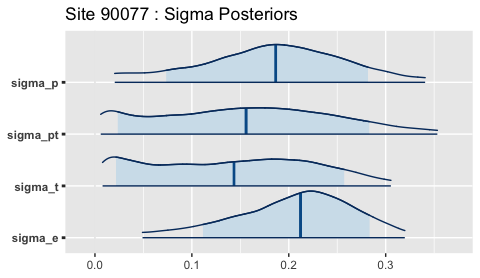 Site 90077 : Sigma Posteriors
sigma_p
sigma_pt
sigma_t
sigma_e
0.0 0.1 0.2 0.3